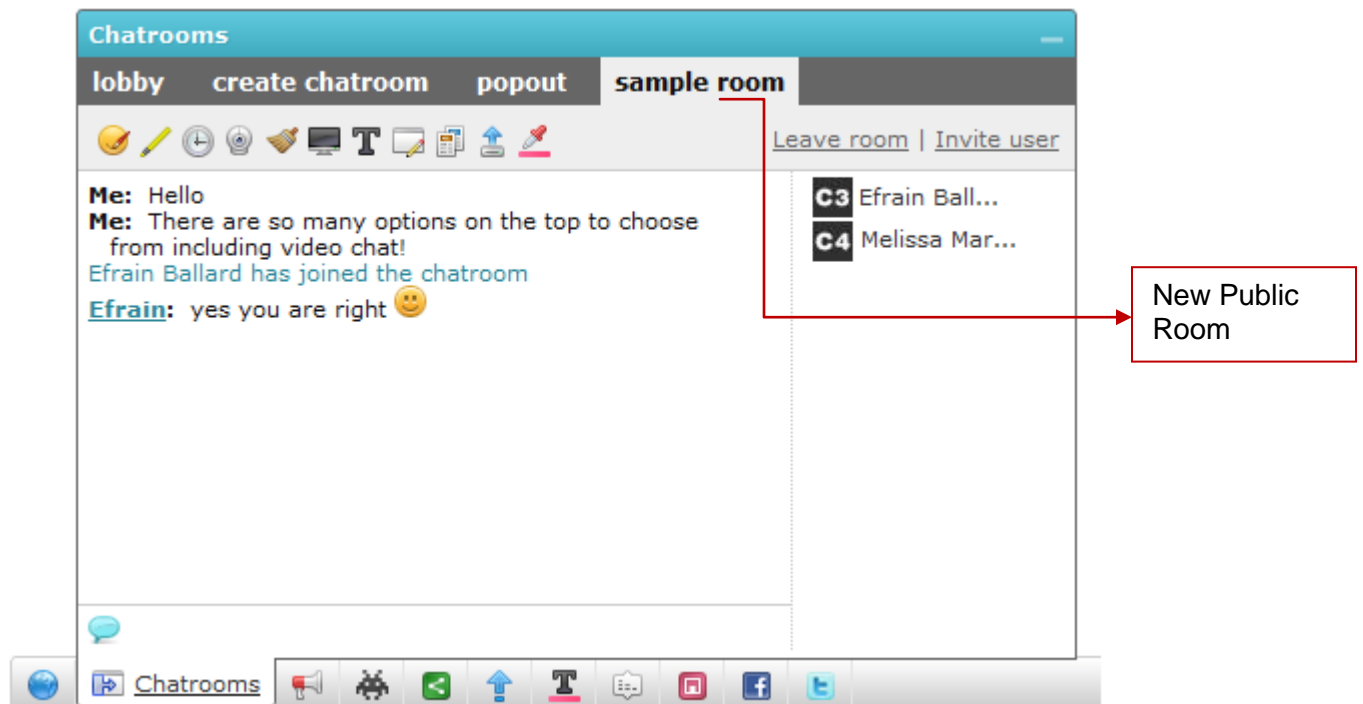 Chatrooms
lobby create chatroom popout sample room
Leave room | Invite user
Me: Hello
Me: There are so many options on the top to choose
from including video chat!
Efrain Ballard has joined the chatroom
Efrain: yes you are right
C3 Efrain Ball...
C4 Melissa Mar...
New Public
Room
Chatrooms